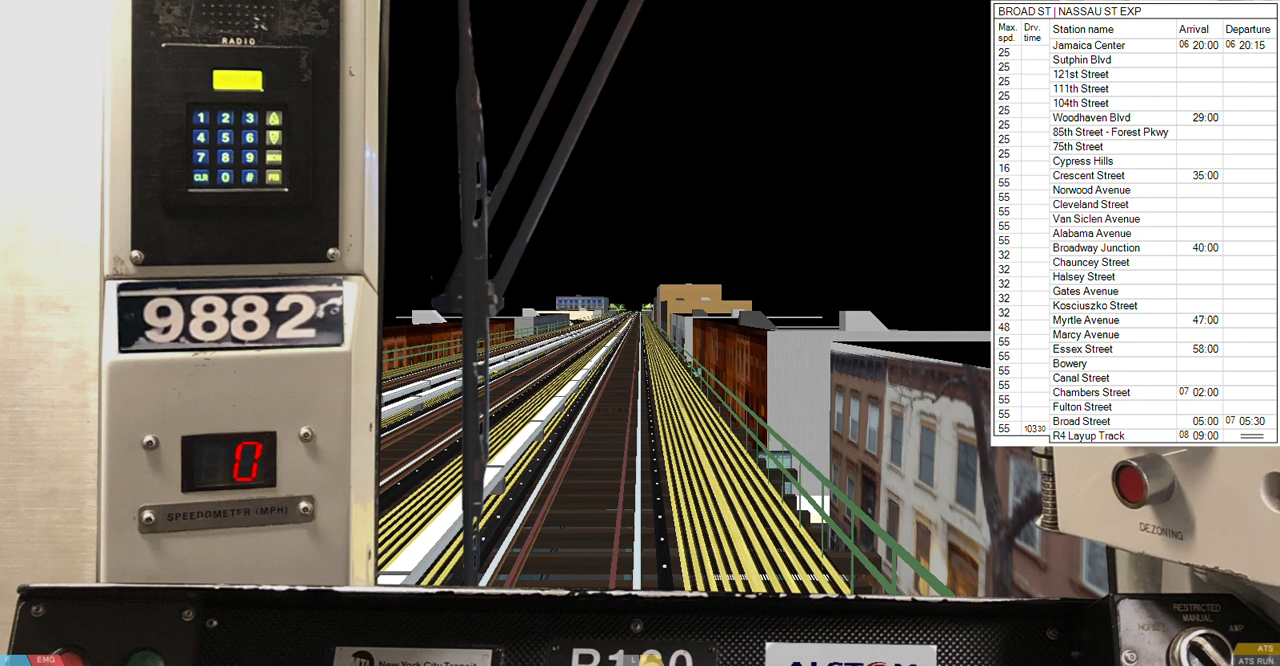 RADIO
1 2 3
4 5 6
7 8 9
CLR 0 #
9882
0
SPEEDOMETER (MPH)
BROAD ST | NASSAU ST EXP
Max. spd. Drv. time Station name Arrival Departure
Jamaica Center 06 20:00 06 20:15
25
Sutphin Blvd
25
121st Street
25
111th Street
25
104th Street
25
Woodhaven Blvd 29:00
25
85th Street - Forest Pkwy
25
75th Street
25
Cypress Hills
16
Crescent Street 35:00
55
Norwood Avenue
55
Cleveland Street
55
Van Siclen Avenue
55
Alabama Avenue
55
Broadway Junction 40:00
32
Chauncey Street
32
Halsey Street
32
Gates Avenue
32
Kosciuszko Street
32
Myrtle Avenue 47:00
48
Marcy Avenue
55
Essex Street 58:00
55
Bowery
55
Canal Street
55
Chambers Street 07 02:00
55
Fulton Street
55
Broad Street 05:00 07 05:30
55 10330
R4 Layup Track 08 09:00
DEZONING
RESTRICTED
MANUAL
AWP
EMG
New York City Transit
R160
ALSTOM
ATS
ATS RUN